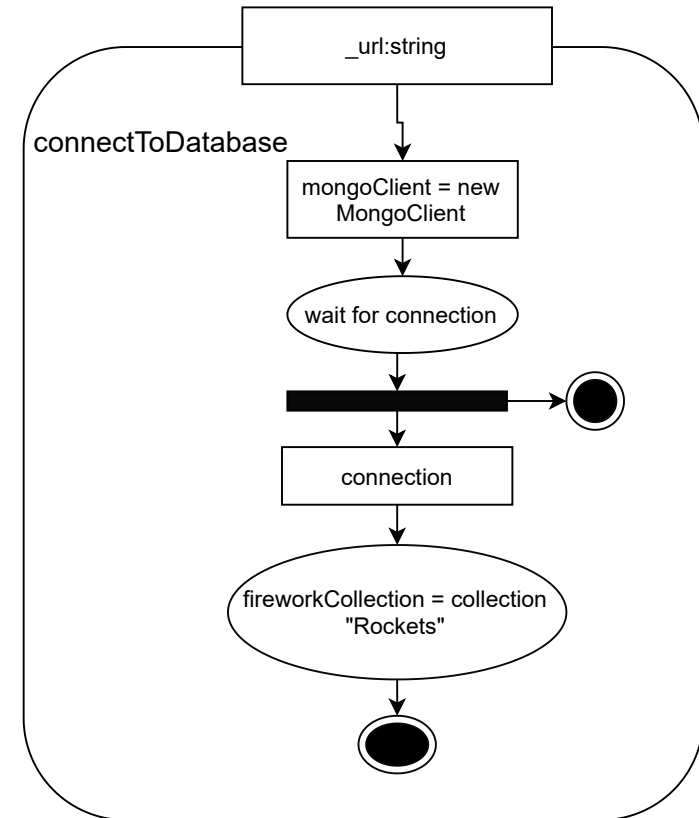 _url:string
connectToDatabase
mongoClient = new
MongoClient
wait for connection
connection
fireworkCollection = collection
"Rockets"